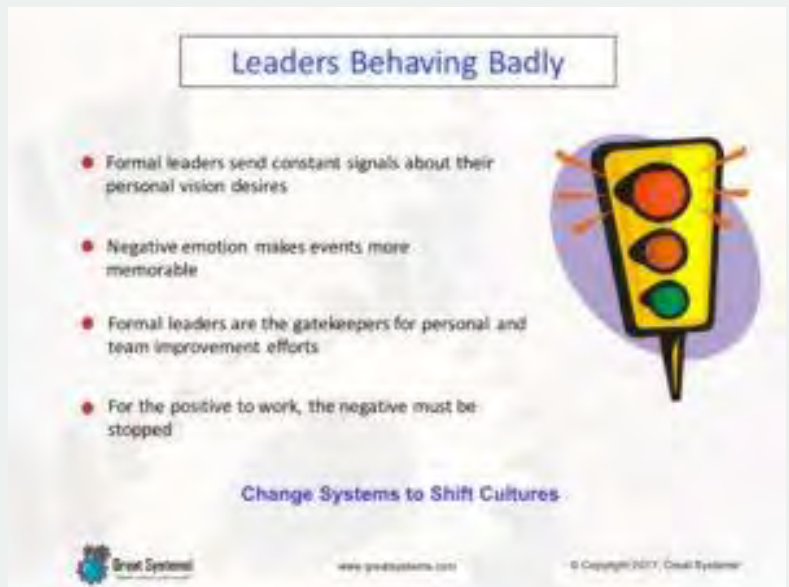 Leaders Behaving Badly
Formal leaders send constant signals about their
personal vision desires
Negative emotion makes events more
memorable
Formal leaders are the gatekeepers for personal and
team improvement efforts
For the positive to work, the negative must be
stopped
Change Systems to Shift Cultures
Great Systems!
www.greatsystems.com
© Copyright 2017, Great Systems!